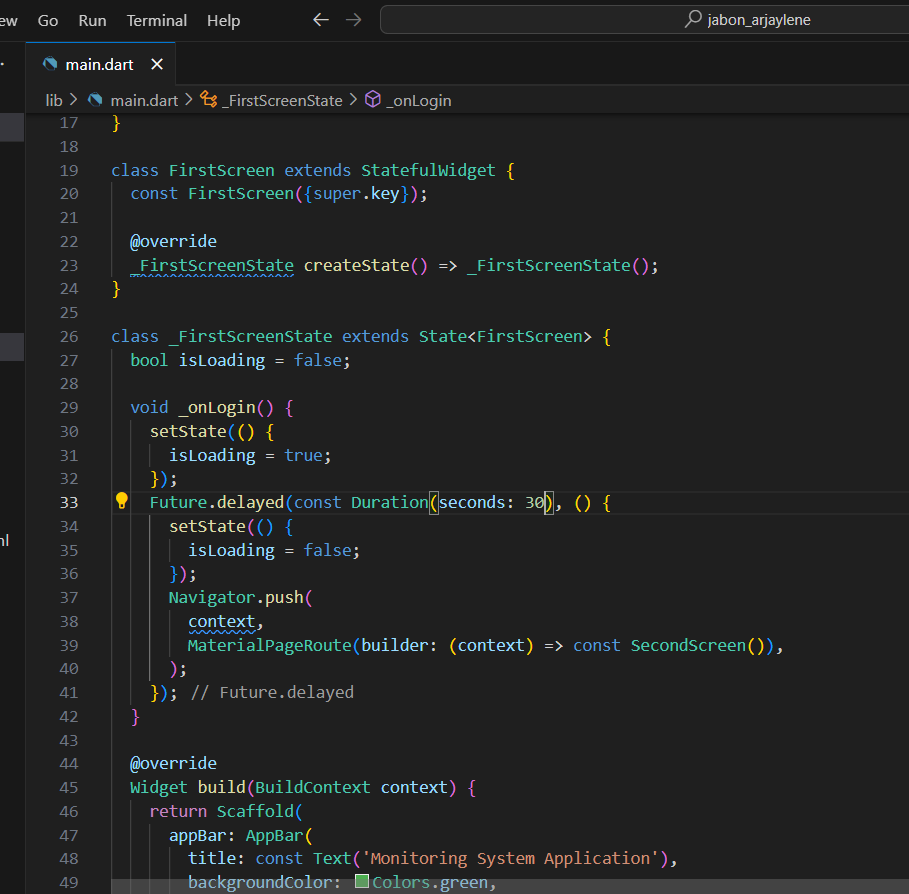 ew Go Run Terminal Help jabon_arjaylene
main.dart
lib > main.dart > _FirstScreenState > _onLogin
17 }
18
19 class FirstScreen extends StatefulWidget {
20 const FirstScreen({super.key});
21
22 @override
23 _FirstScreenState createState() => _FirstScreenState();
24 }
25
26 class _FirstScreenState extends State<FirstScreen> {
27 bool isLoading = false;
28
29 void _onLogin() {
30 setState(() {
31 isLoading = true;
32 });
33 Future.delayed(const Duration(seconds: 30), () {
34 setState(() {
35 isLoading = false;
36 });
37 Navigator.push(
38 context,
39 MaterialPageRoute(builder: (context) => const SecondScreen()),
40 );
41 }); // Future.delayed
42 }
43
44 @override
45 Widget build(BuildContext context) {
46 return Scaffold(
47 appBar: AppBar(
48 title: const Text('Monitoring System Application'),
49 backgroundColor: Colors.green,